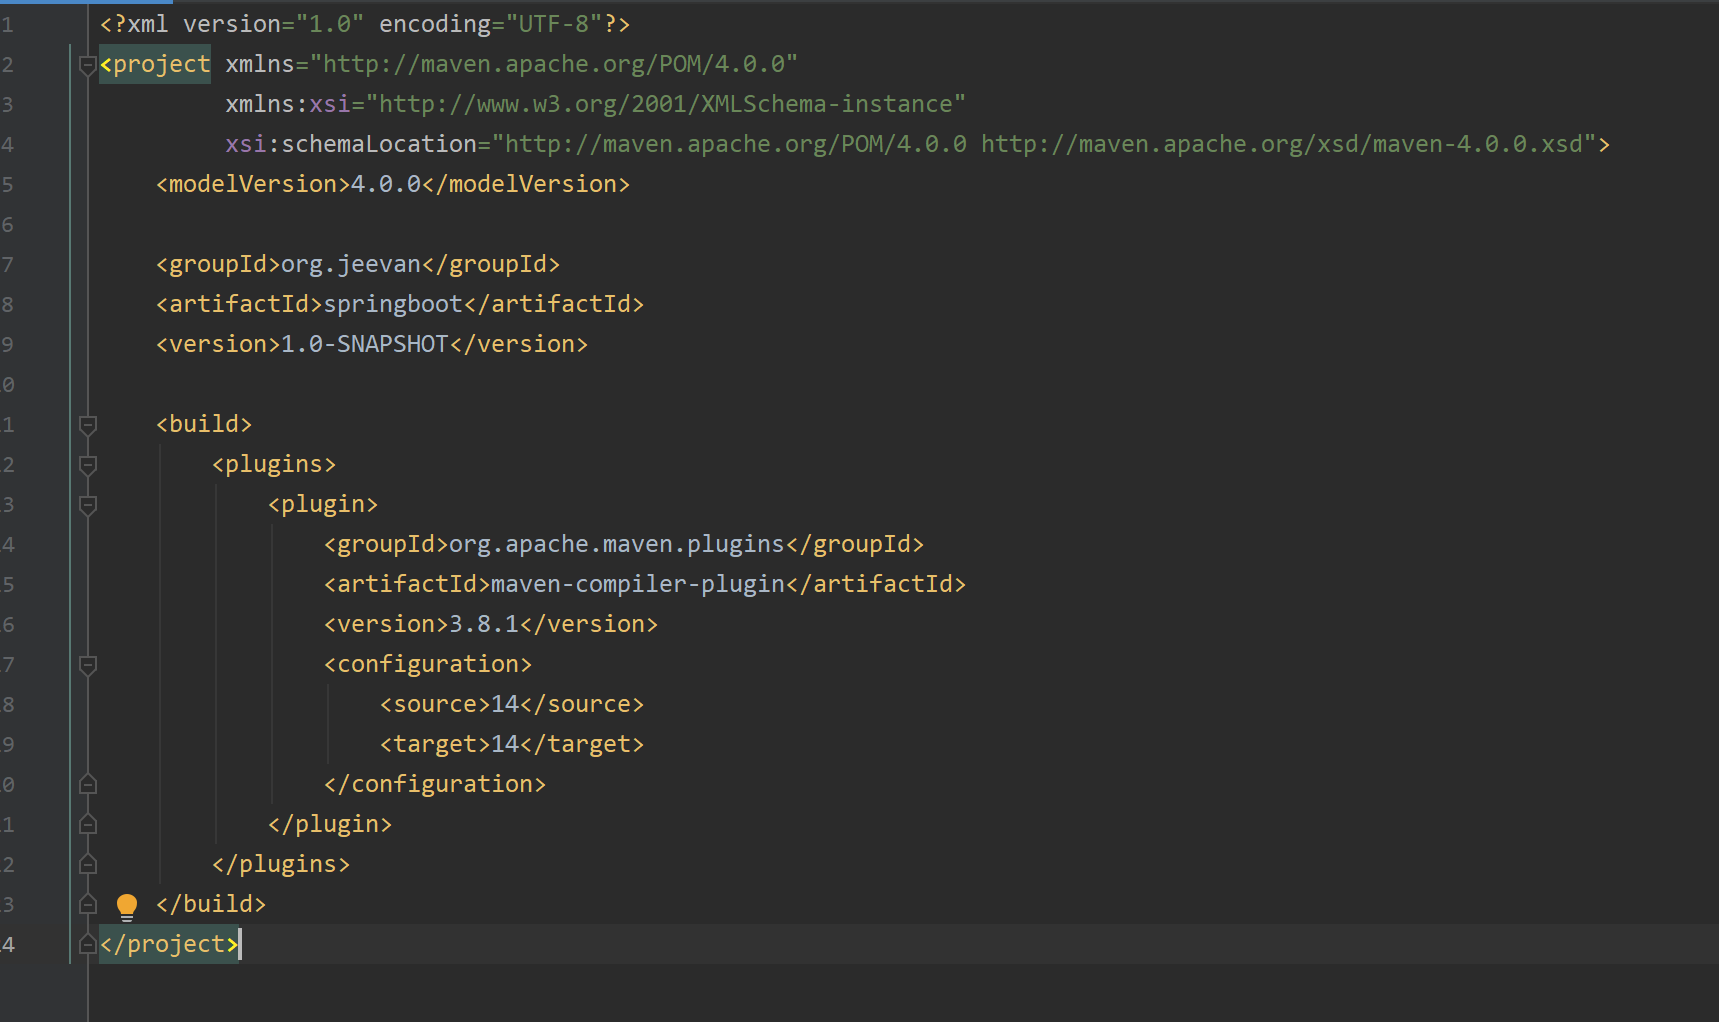 1 <?xml version="1.0" encoding="UTF-8"?>
2 <project xmlns="http://maven.apache.org/POM/4.0.0"
3 xmlns:xsi="http://www.w3.org/2001/XMLSchema-instance"
4 xsi:schemaLocation="http://maven.apache.org/POM/4.0.0 http://maven.apache.org/xsd/maven-4.0.0.xsd">
5 <modelVersion>4.0.0</modelVersion>
6
7 <groupId>org.jeevan</groupId>
8 <artifactId>springboot</artifactId>
9 <version>1.0-SNAPSHOT</version>
0
1 <build>
2 <plugins>
3 <plugin>
4 <groupId>org.apache.maven.plugins</groupId>
5 <artifactId>maven-compiler-plugin</artifactId>
6 <version>3.8.1</version>
7 <configuration>
8 <source>14</source>
9 <target>14</target>
0 </configuration>
1 </plugin>
2 </plugins>
3 </build>
4 </project>